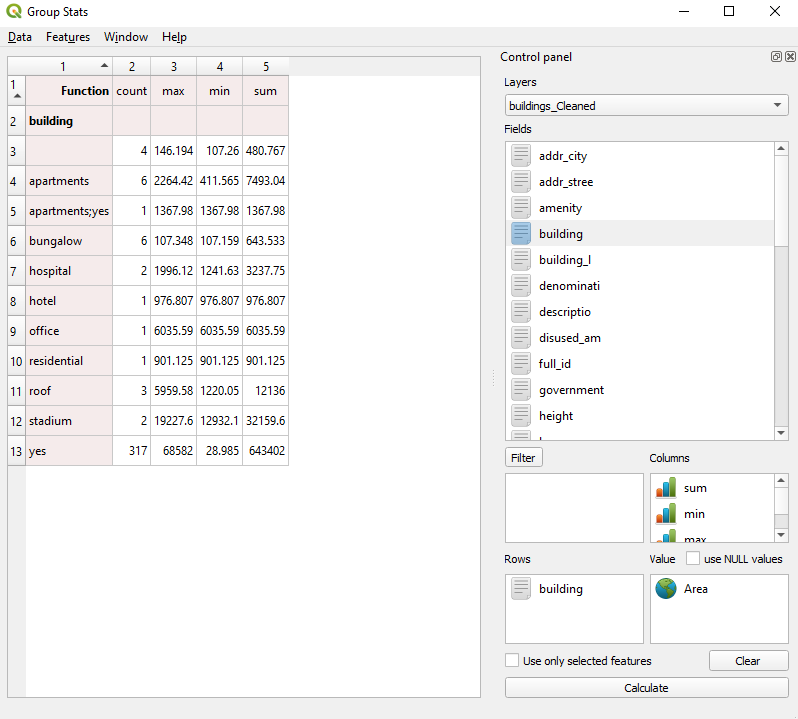 Group Stats
Data Features Window Help
1 2 3 4 5
1 Function count max min sum
2 building
3 4 146.194 107.26 480.767
4 apartments 6 2264.42 411.565 7493.04
5 apartments;yes 1 1367.98 1367.98 1367.98
6 bungalow 6 107.348 107.159 643.533
7 hospital 2 1996.12 1241.63 3237.75
8 hotel 1 976.807 976.807 976.807
9 office 1 6035.59 6035.59 6035.59
10 residential 1 901.125 901.125 901.125
11 roof 3 5959.58 1220.05 12136
12 stadium 2 19227.6 12932.1 32159.6
13 yes 317 68582 28.985 643402
Control panel
Layers
buildings_Cleaned
Fields
addr_city
addr_stree
amenity
building
building_l
denominati
descriptio
disused_am
full_id
government
height
Filter Columns
sum
min
max
Rows Value use NULL values
building Area
Use only selected features Clear
Calculate